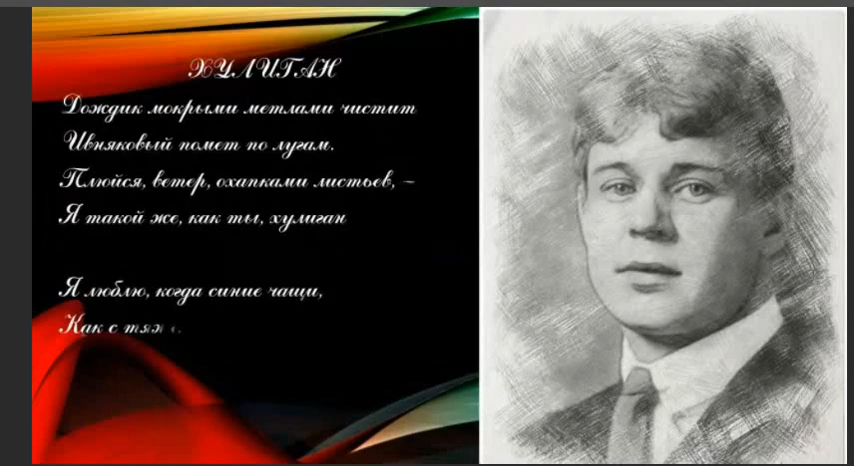 ХУЛИГАН
Дождик мокрыми метлами чистит
Ивняковый помет по лугам.
Плюйся, ветер, охапками листьев, –
Я такой же, как ты, хулиган
Я люблю, когда синие чащи,
Как с